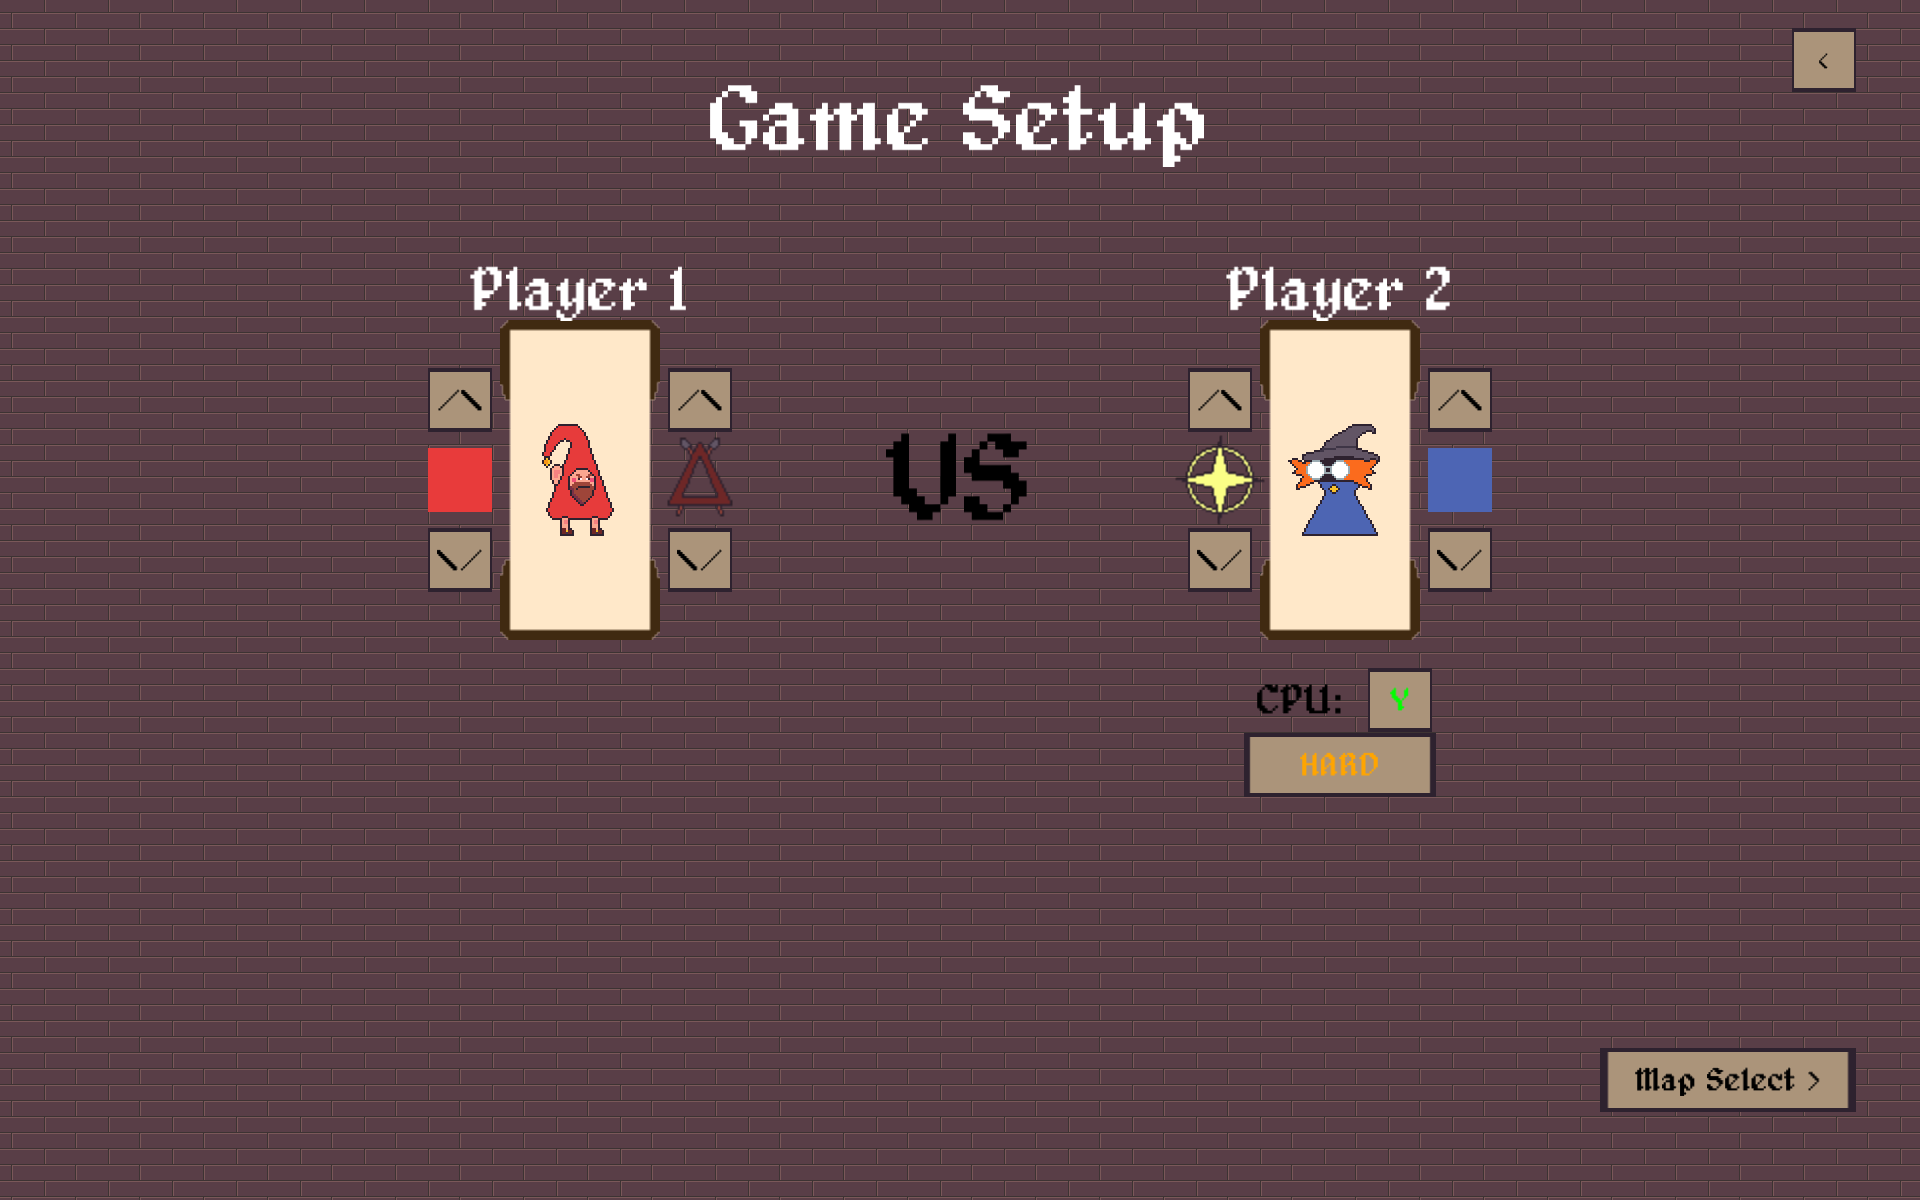 <
Game Setup
Player 1
Player 2
VS
CPU: Y
HARD
Map Select >